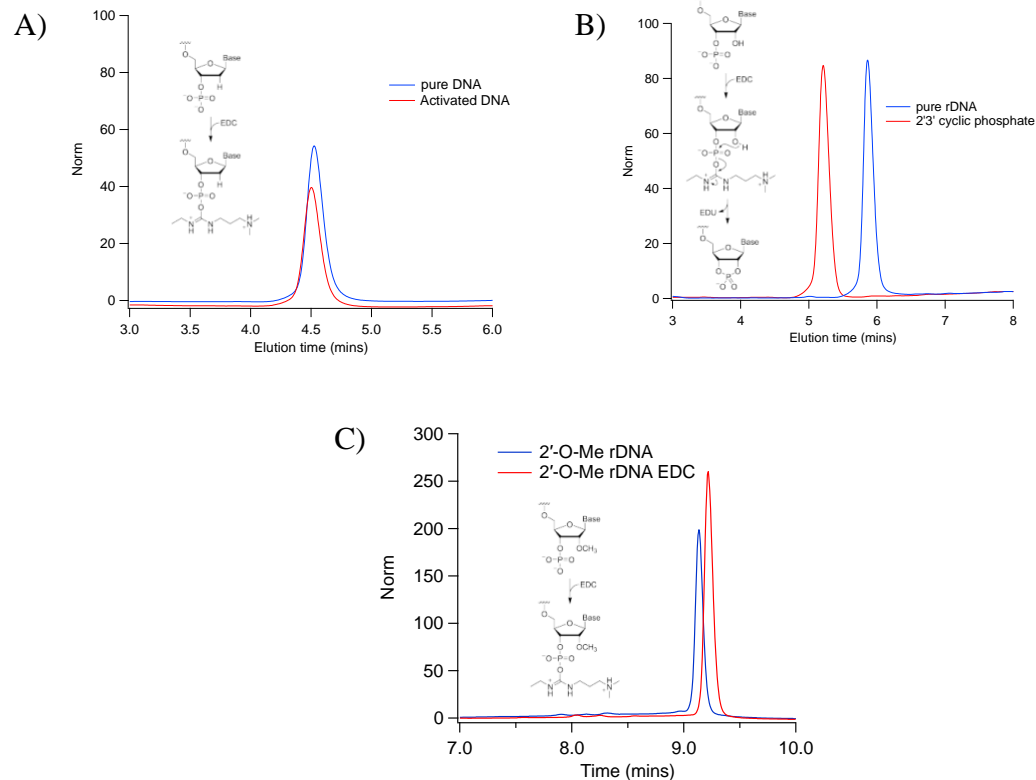 A)
pure DNA
Activated DNA
Norm
120
100
80
60
40
20
0
3.0 3.5 4.0 4.5 5.0 5.5 6.0
Elution time (mins)
Base
O
O
H
O
⁻O-P=O
O⁻
EDC
Base
O
O
H
O
⁻O-P=O
O
N H
+
N H
H N
+
B)
pure rDNA
2'3' cyclic phosphate
Norm
100
80
60
40
20
0
3 4 5 6 7 8
Elution time (mins)
Base
O
O
OH
O
⁻O-P=O
O⁻
EDC
Base
O
O
O H
O
⁻O-P=O
O
N H
+
N H
H N
+
EDU
Base
O
O
O O
P
⁻O O
C)
2′-O-Me rDNA
2′-O-Me rDNA EDC
Norm
300
250
200
150
100
50
0
7.0 8.0 9.0 10.0
Time (mins)
Base
O
O
OCH₃
O
⁻O-P=O
O⁻
EDC
Base
O
O
OCH₃
O
⁻O-P=O
O
N H
+
N H
H N
+